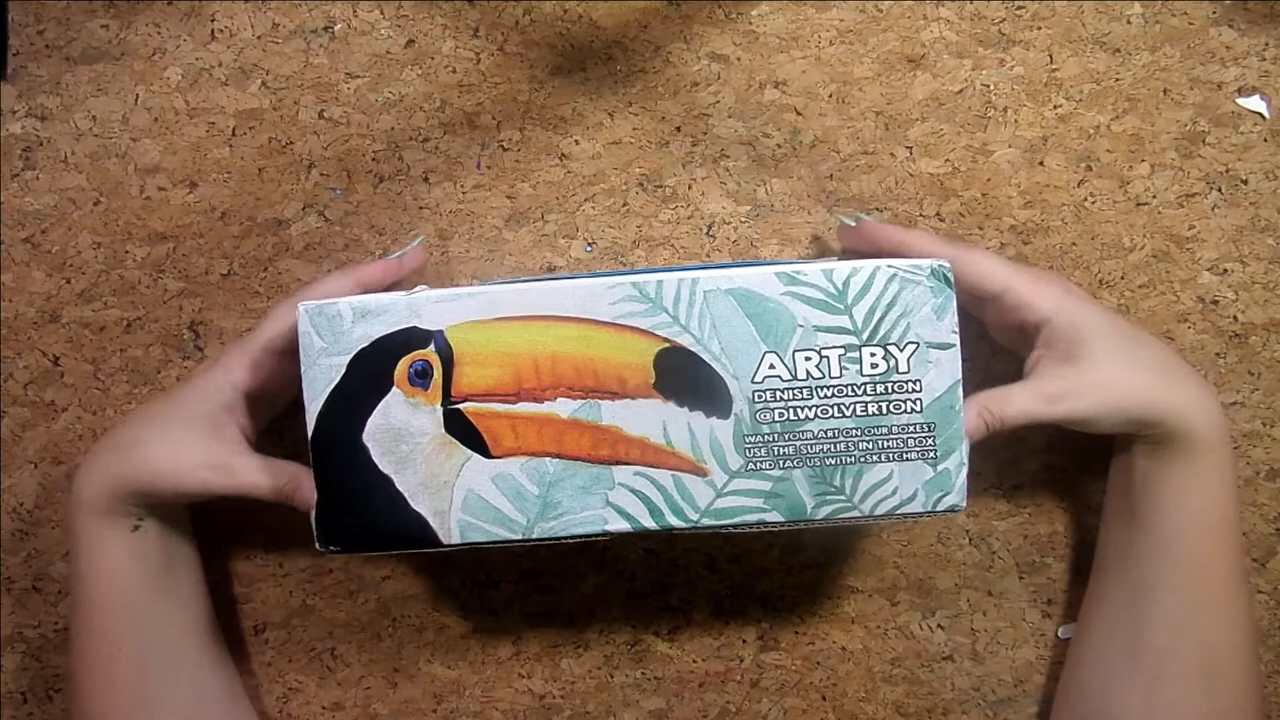 ART BY
DENISE WOLVERTON
@DLWOLVERTON
WANT YOUR ART ON OUR BOXES?
USE THE SUPPLIES IN THIS BOX
AND TAG US WITH #SKETCHBOX